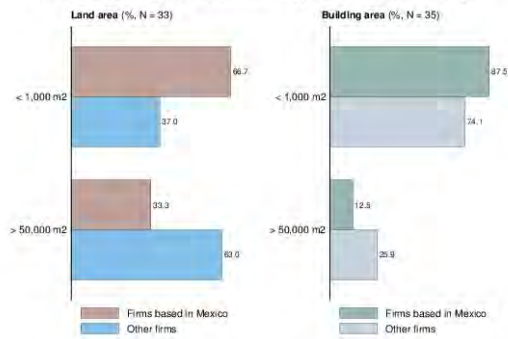 Land area (%, N = 33)
< 1,000 m2
66.7
37.0
> 50,000 m2
33.3
63.0
Firms based in Mexico
Other firms
Building area (%, N = 35)
< 1,000 m2
87.5
74.1
> 50,000 m2
12.5
25.9
Firms based in Mexico
Other firms